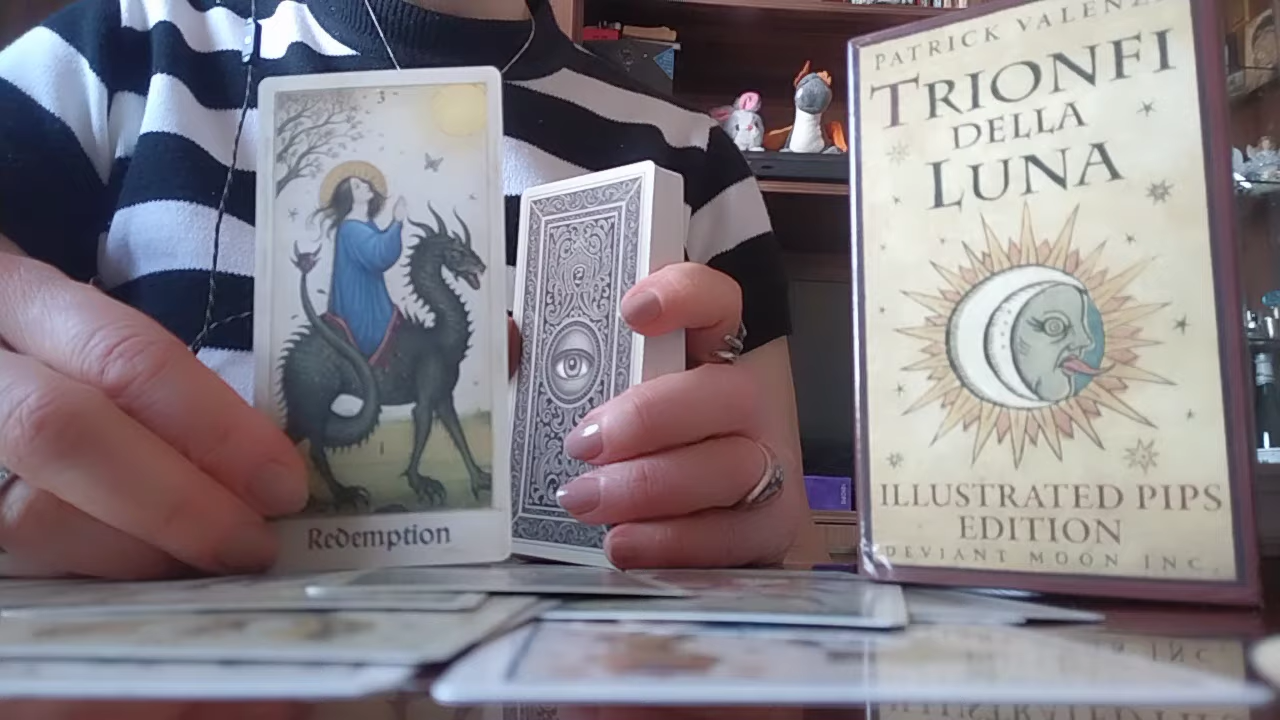 3
Redemption
PATRICK VALENZ
TRIONFI
DELLA
LUNA
ILLUSTRATED PIPS
EDITION
DEVIANT MOON INC.